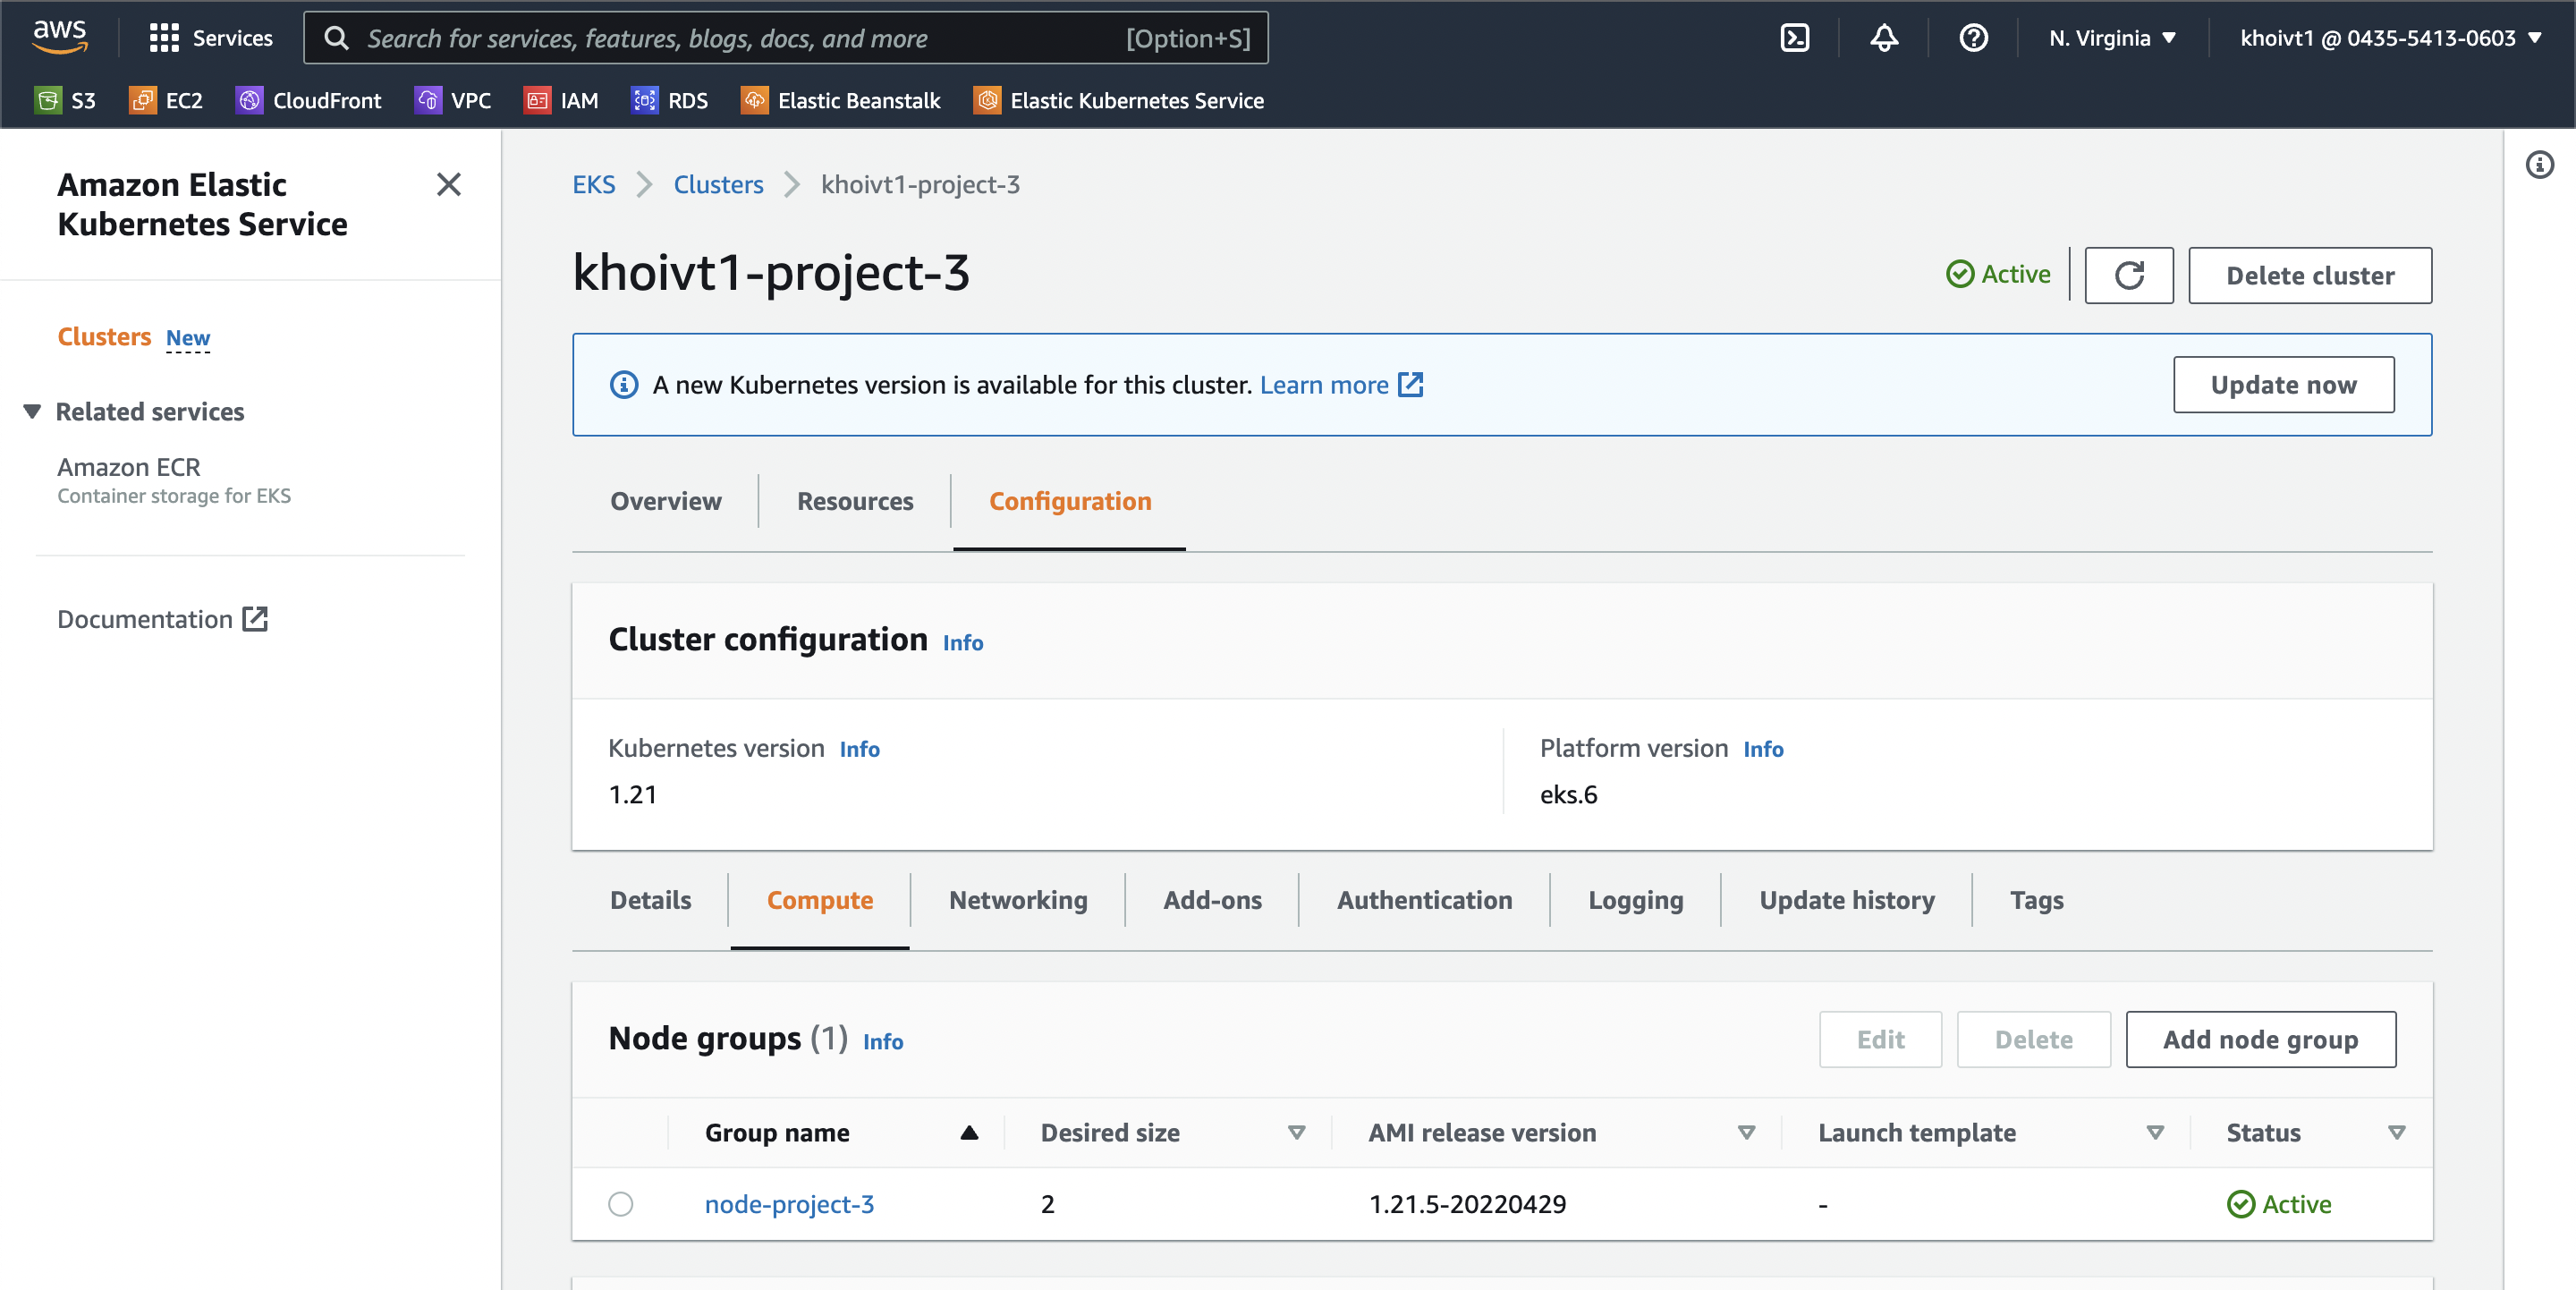 aws
Services
Search for services, features, blogs, docs, and more [Option+S]
N. Virginia
khoivt1 @ 0435-5413-0603
S3 EC2 CloudFront VPC IAM RDS Elastic Beanstalk Elastic Kubernetes Service
Amazon Elastic
Kubernetes Service
Clusters New
Related services
Amazon ECR
Container storage for EKS
Documentation
EKS Clusters khoivt1-project-3
khoivt1-project-3
Active
Delete cluster
A new Kubernetes version is available for this cluster. Learn more
Update now
Overview Resources Configuration
Cluster configuration Info
Kubernetes version Info
1.21
Platform version Info
eks.6
Details Compute Networking Add-ons Authentication Logging Update history Tags
Node groups (1) Info
Edit Delete Add node group
Group name Desired size AMI release version Launch template Status
node-project-3 2 1.21.5-20220429 - Active